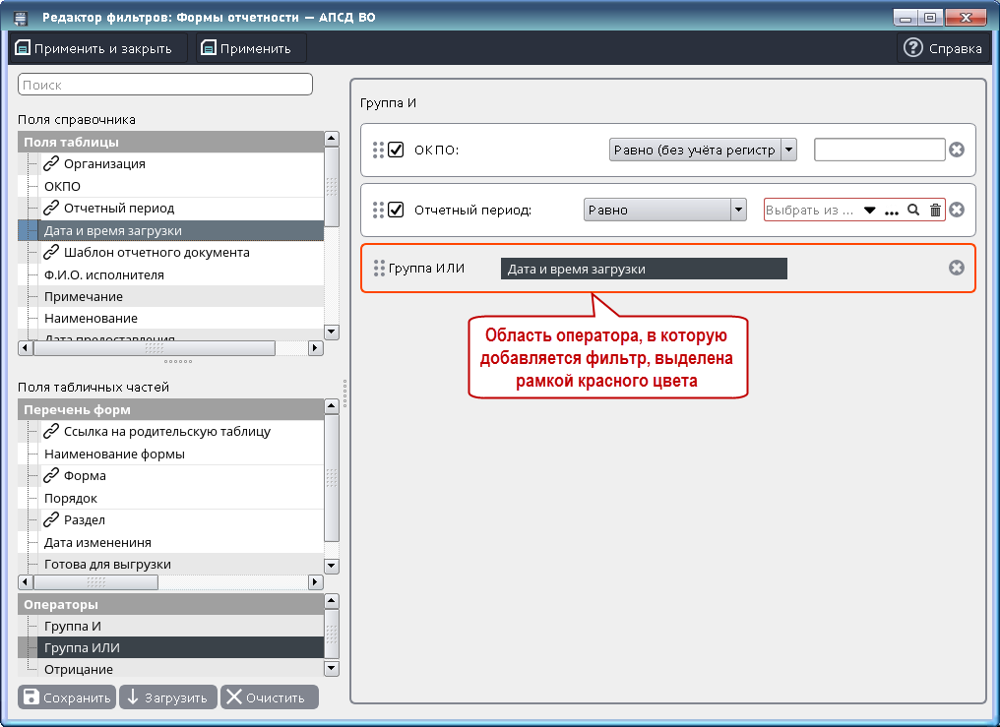 Редактор фильтров: Формы отчетности — АПСД ВО
Применить и закрыть
Применить
Справка
Поиск
Поля справочника
Поля таблицы
Организация
ОКПО
Отчетный период
Дата и время загрузки
Шаблон отчетного документа
Ф.И.О. исполнителя
Примечание
Наименование
Дата предоставления
Поля табличных частей
Перечень форм
Ссылка на родительскую таблицу
Наименование формы
Форма
Порядок
Раздел
Дата изменениня
Готова для выгрузки
Операторы
Группа И
Группа ИЛИ
Отрицание
Сохранить
Загрузить
Очистить
Группа И
ОКПО:
Равно (без учёта регистр
Отчетный период:
Равно
Выбрать из ...
Группа ИЛИ
Дата и время загрузки
Область оператора, в которую
добавляется фильтр, выделена
рамкой красного цвета